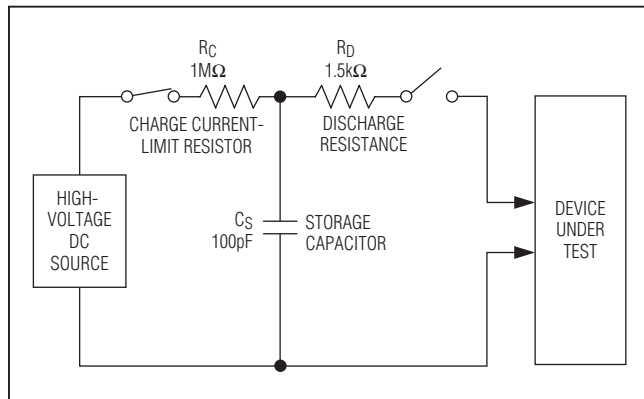 RC
1MΩ
RD
1.5kΩ
CHARGE CURRENT-
LIMIT RESISTOR
DISCHARGE
RESISTANCE
HIGH-
VOLTAGE
DC
SOURCE
CS
100pF
STORAGE
CAPACITOR
DEVICE
UNDER
TEST